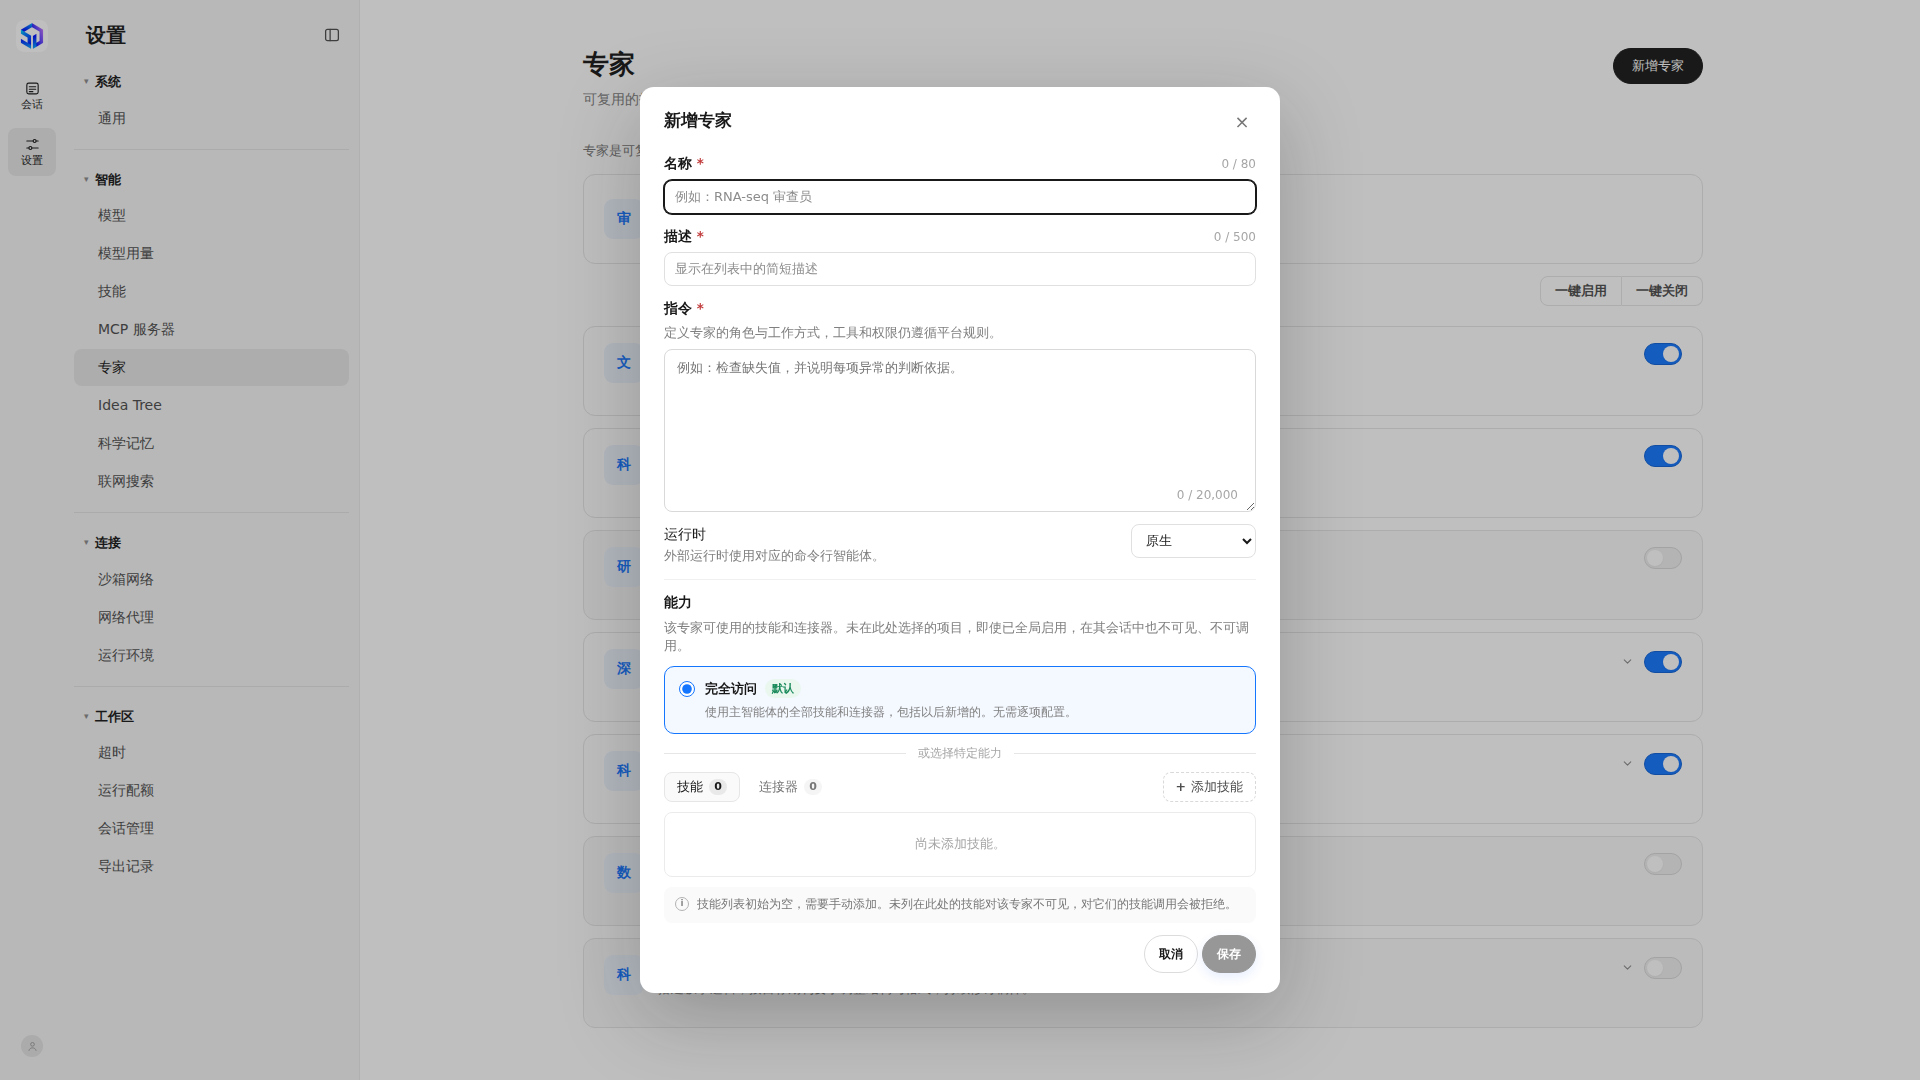 设置
会话
设置
系统
通用
智能
模型
模型用量
技能
MCP 服务器
专家
Idea Tree
科学记忆
联网搜索
连接
沙箱网络
网络代理
运行环境
工作区
超时
运行配额
会话管理
导出记录
专家
新增专家
可复用的
专家是可
审
一键启用
一键关闭
文
科
研
深
科
数
科
新增专家
名称 *
0 / 80
例如：RNA-seq 审查员
描述 *
0 / 500
显示在列表中的简短描述
指令 *
定义专家的角色与工作方式，工具和权限仍遵循平台规则。
例如：检查缺失值，并说明每项异常的判断依据。
0 / 20,000
运行时
外部运行时使用对应的命令行智能体。
原生
能力
该专家可使用的技能和连接器。未在此处选择的项目，即使已全局启用，在其会话中也不可见、不可调
用。
完全访问 默认
使用主智能体的全部技能和连接器，包括以后新增的。无需逐项配置。
或选择特定能力
技能 0
连接器 0
+ 添加技能
尚未添加技能。
技能列表初始为空，需要手动添加。未列在此处的技能对该专家不可见，对它们的技能调用会被拒绝。
取消
保存